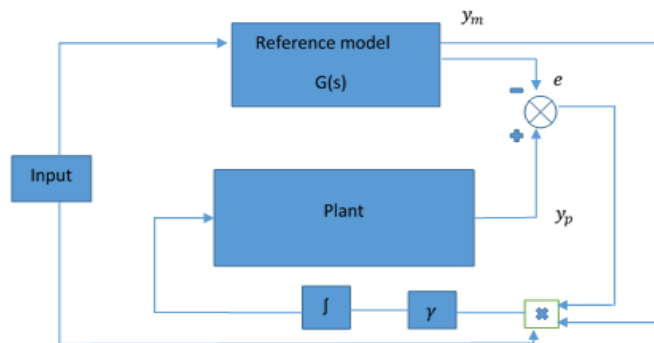 y_m
Reference model
G(s)
e
−
+
Input
Plant
y_p
∫
γ
×